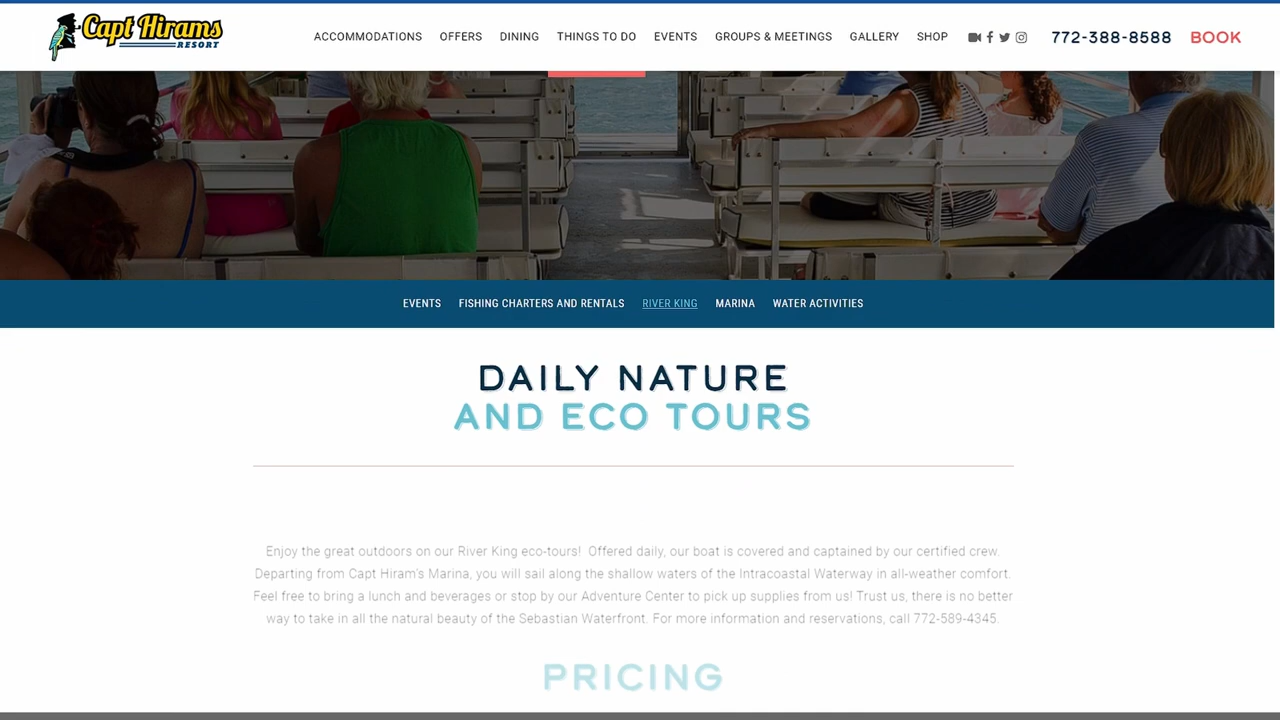 Capt Hirams
RESORT
ACCOMMODATIONS OFFERS DINING THINGS TO DO EVENTS GROUPS & MEETINGS GALLERY SHOP 772-388-8588 BOOK
EVENTS FISHING CHARTERS AND RENTALS RIVER KING MARINA WATER ACTIVITIES
DAILY NATURE
AND ECO TOURS
Enjoy the great outdoors on our River King eco-tours! Offered daily, our boat is covered and captained by our certified crew.
Departing from Capt Hiram's Marina, you will sail along the shallow waters of the Intracoastal Waterway in all-weather comfort.
Feel free to bring a lunch and beverages or stop by our Adventure Center to pick up supplies from us! Trust us, there is no better
way to take in all the natural beauty of the Sebastian Waterfront. For more information and reservations, call 772-589-4345.
PRICING